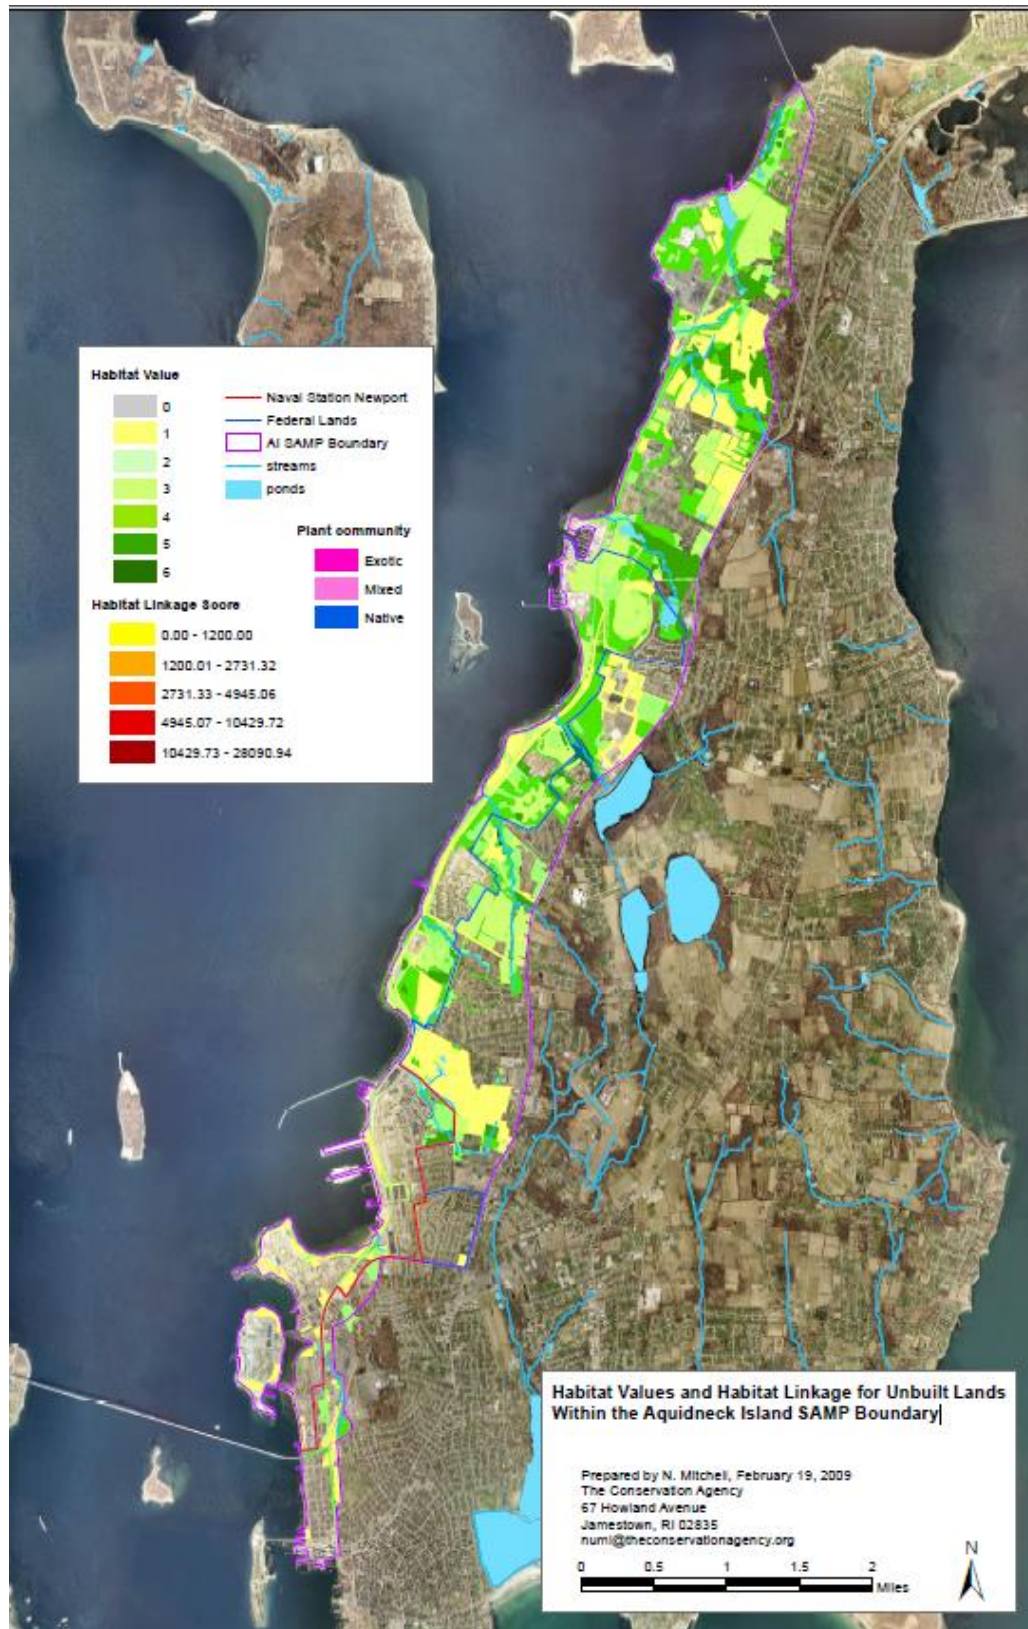 Habitat Value
0
1
2
3
4
5
6
Naval Station Newport
Federal Lands
AI SAMP Boundary
streams
ponds
Plant community
Exotic
Mixed
Native
Habitat Linkage Score
0.00 - 1200.00
1200.01 - 2731.32
2731.33 - 4945.06
4945.07 - 10429.72
10429.73 - 28090.94
Habitat Values and Habitat Linkage for Unbuilt Lands
Within the Aquidneck Island SAMP Boundary
Prepared by N. Mitchell, February 19, 2009
The Conservation Agency
67 Howland Avenue
Jamestown, RI 02835
numi@theconservationagency.org
N
0 0.5 1 1.5 2
Miles